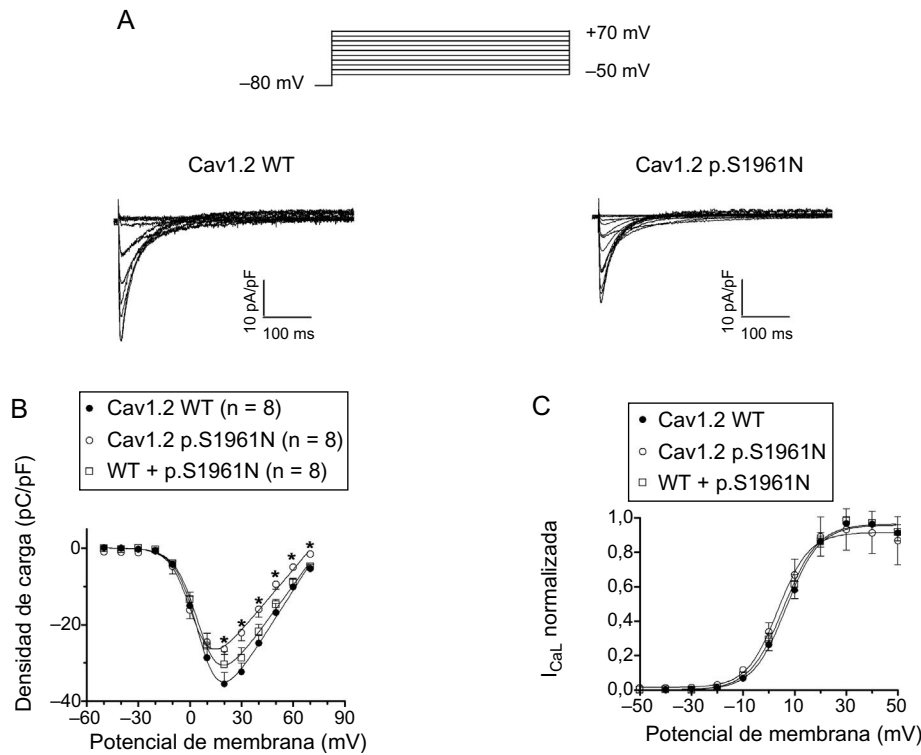 A
+70 mV
–50 mV
–80 mV
Cav1.2 WT
Cav1.2 p.S1961N
10 pA/pF
100 ms
10 pA/pF
100 ms
B
Cav1.2 WT (n = 8)
Cav1.2 p.S1961N (n = 8)
WT + p.S1961N (n = 8)
Densidad de carga (pC/pF)
0
–20
–40
* * * * * *
–60
–30
0
30
60
90
Potencial de membrana (mV)
C
Cav1.2 WT
Cav1.2 p.S1961N
WT + p.S1961N
ICaL normalizada
1,0
0,8
0,6
0,4
0,2
0,0
–50
–30
–10
10
30
50
Potencial de membrana (mV)